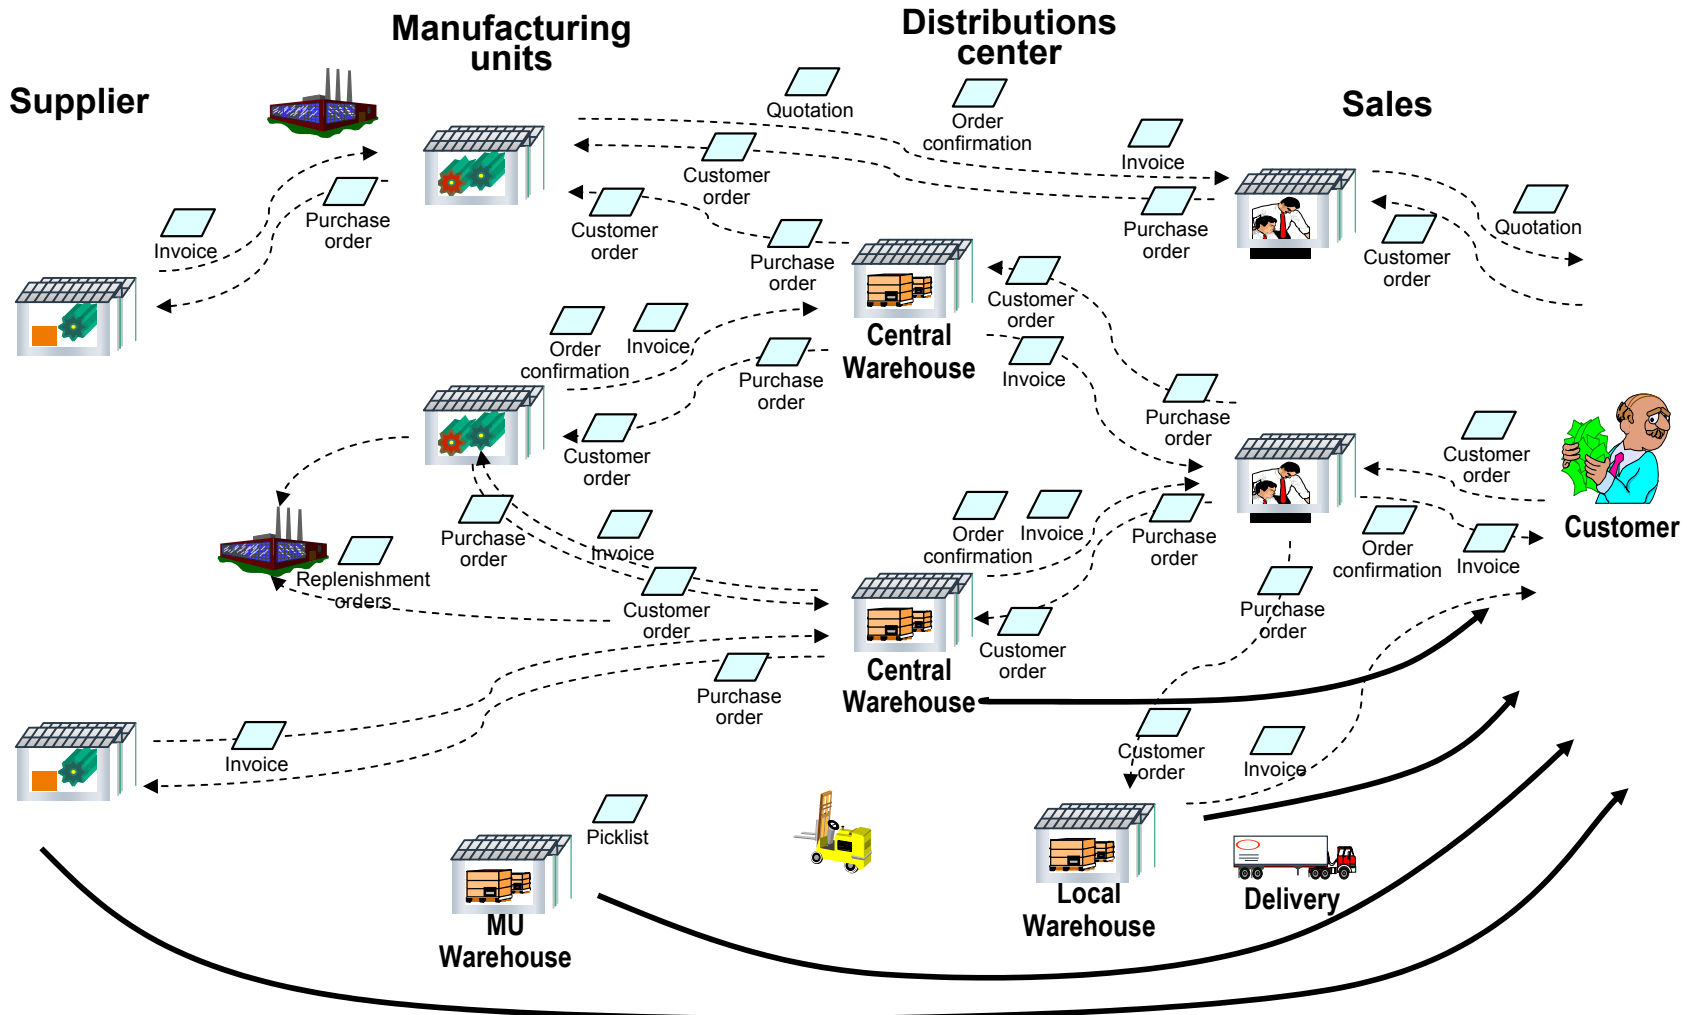 Manufacturing
units
Distributions
center
Supplier
Sales
Quotation
Order
confirmation
Invoice
Customer
order
Purchase
order
Invoice
Purchase
order
Customer
order
Purchase
order
Quotation
Customer
order
Customer
order
Central
Warehouse
Order
confirmation
Invoice
Purchase
order
Invoice
Customer
order
Purchase
order
Customer
order
Customer
Purchase
order
Invoice
Order
confirmation
Invoice
Purchase
order
Order
confirmation
Invoice
Replenishment
orders
Customer
order
Purchase
order
Customer
order
Central
Warehouse
Purchase
order
Invoice
Customer
order
Invoice
Picklist
MU
Warehouse
Local
Warehouse
Delivery